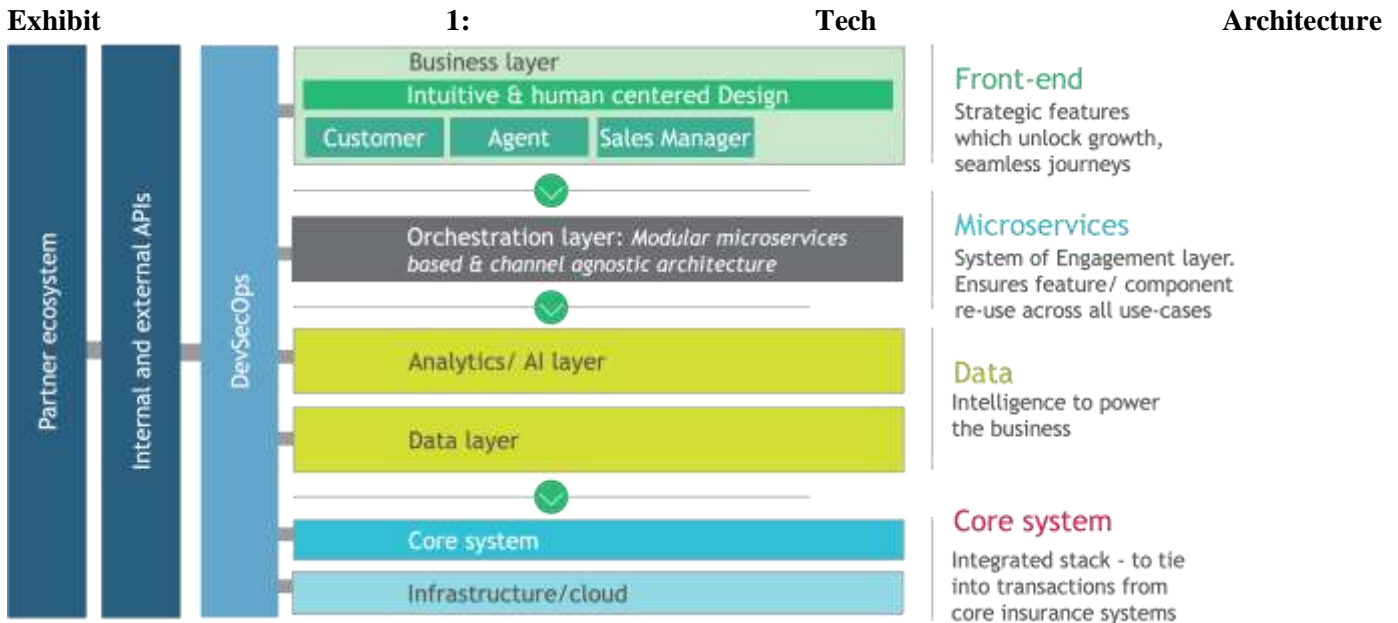 Exhibit 1: Tech Architecture
Partner ecosystem
Internal and external APIs
DevSecOps
Business layer
Intuitive & human centered Design
Customer
Agent
Sales Manager
Orchestration layer: Modular microservices
based & channel agnostic architecture
Analytics/ AI layer
Data layer
Core system
Infrastructure/cloud
Front-end
Strategic features
which unlock growth,
seamless journeys
Microservices
System of Engagement layer.
Ensures feature/ component
re-use across all use-cases
Data
Intelligence to power
the business
Core system
Integrated stack - to tie
into transactions from
core insurance systems